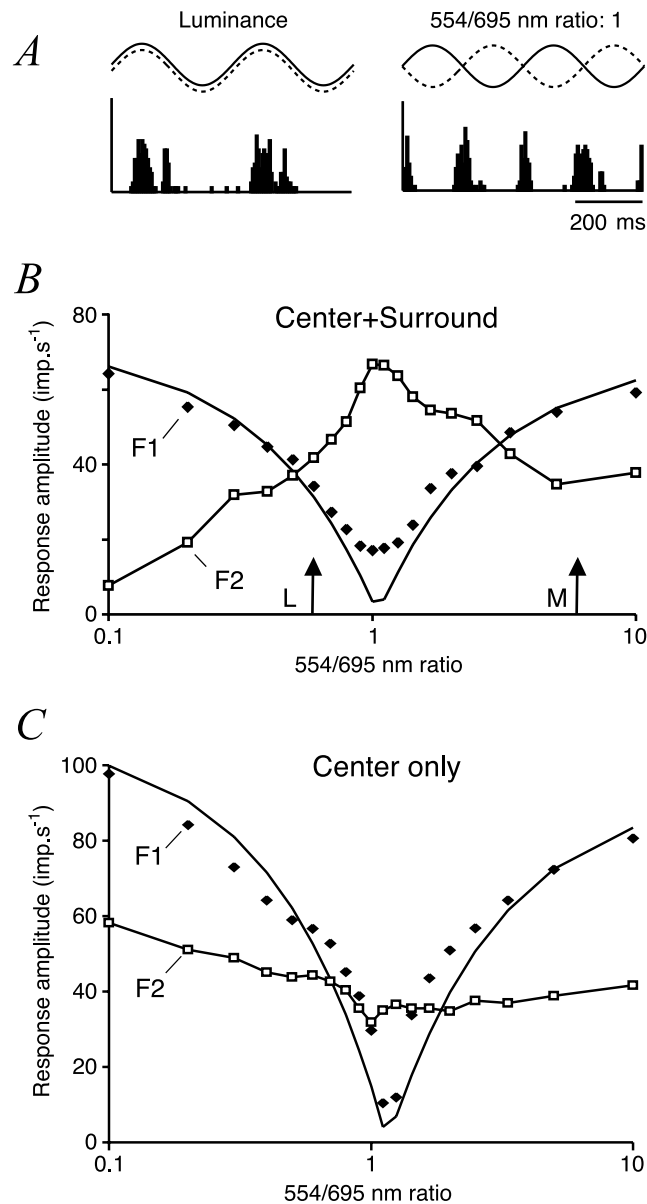 A
Luminance
554/695 nm ratio: 1
200 ms
B
Center+Surround
Response amplitude (imp.s⁻¹)
80
40
0
F1
F2
L
M
0.1
1
10
554/695 nm ratio
C
Center only
Response amplitude (imp.s⁻¹)
100
80
60
40
20
0
F1
F2
0.1
1
10
554/695 nm ratio